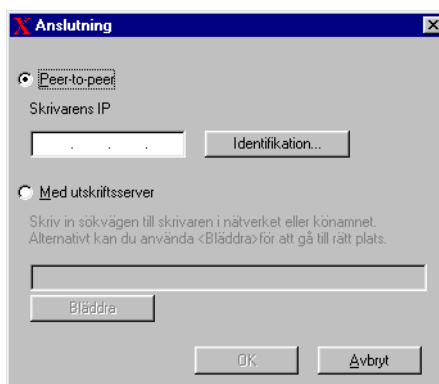 Anslutning
Peer-to-peer
Skrivarens IP
. . .
Identifikation...
Med utskriftsserver
Skriv in sökvägen till skrivaren i nätverket eller könamnet.
Alternativt kan du använda <Bläddra>för att gå till rätt plats.
Bläddra
OK
Avbryt